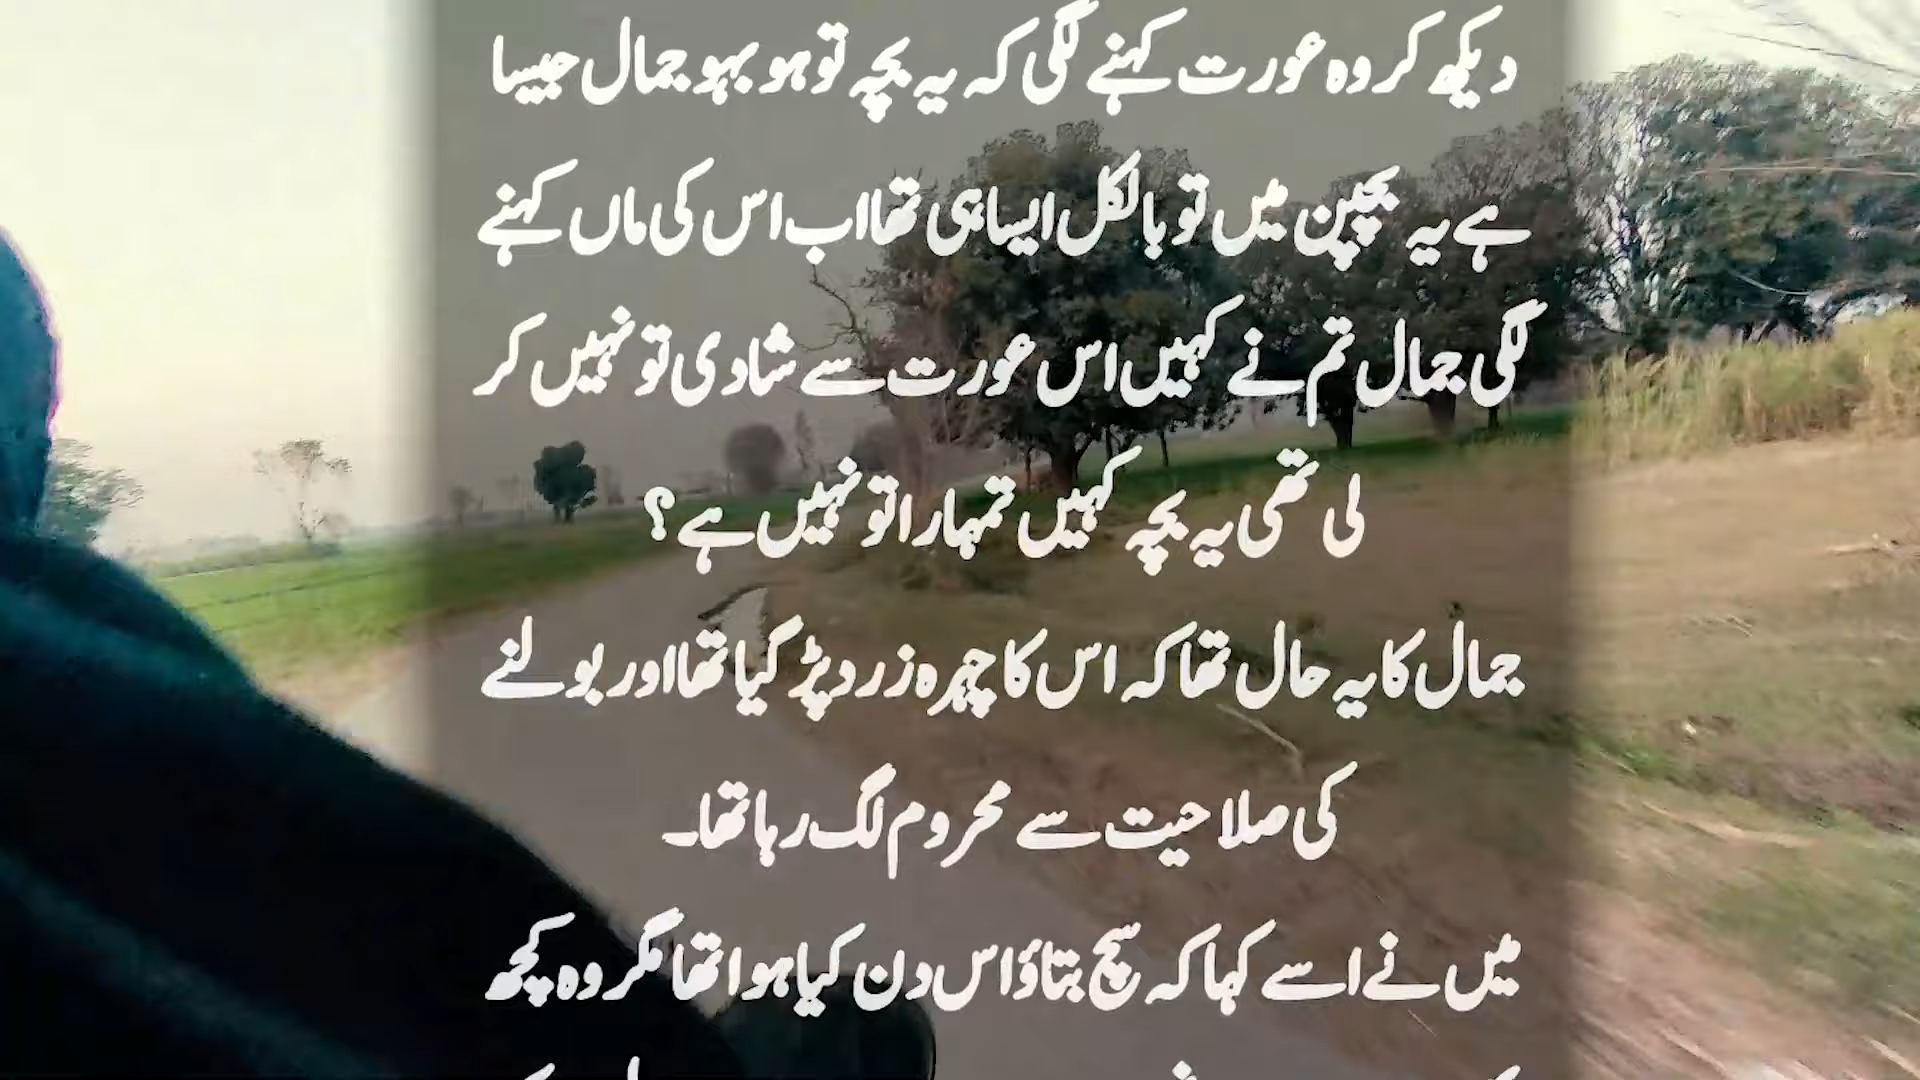 دیکھ کر وہ عورت کہنے لگی کہ یہ بچہ تو ہو بہو جمال جیسا
ہے یہ بچپن میں تو بالکل ایسا ہی تھا اب اس کی ماں کہنے
لگی جمال تم نے کہیں اس عورت سے شادی تو نہیں کر
لی تھی یہ بچہ کہیں تمہارا تو نہیں ہے؟
جمال کا یہ حال تھا کہ اس کا چہرہ زرد پڑ گیا تھا اور بولنے
کی صلاحیت سے محروم لگ رہا تھا۔
میں نے اسے کہا کہ سچ بتاؤ اس دن کیا ہوا تھا مگر وہ کچھ